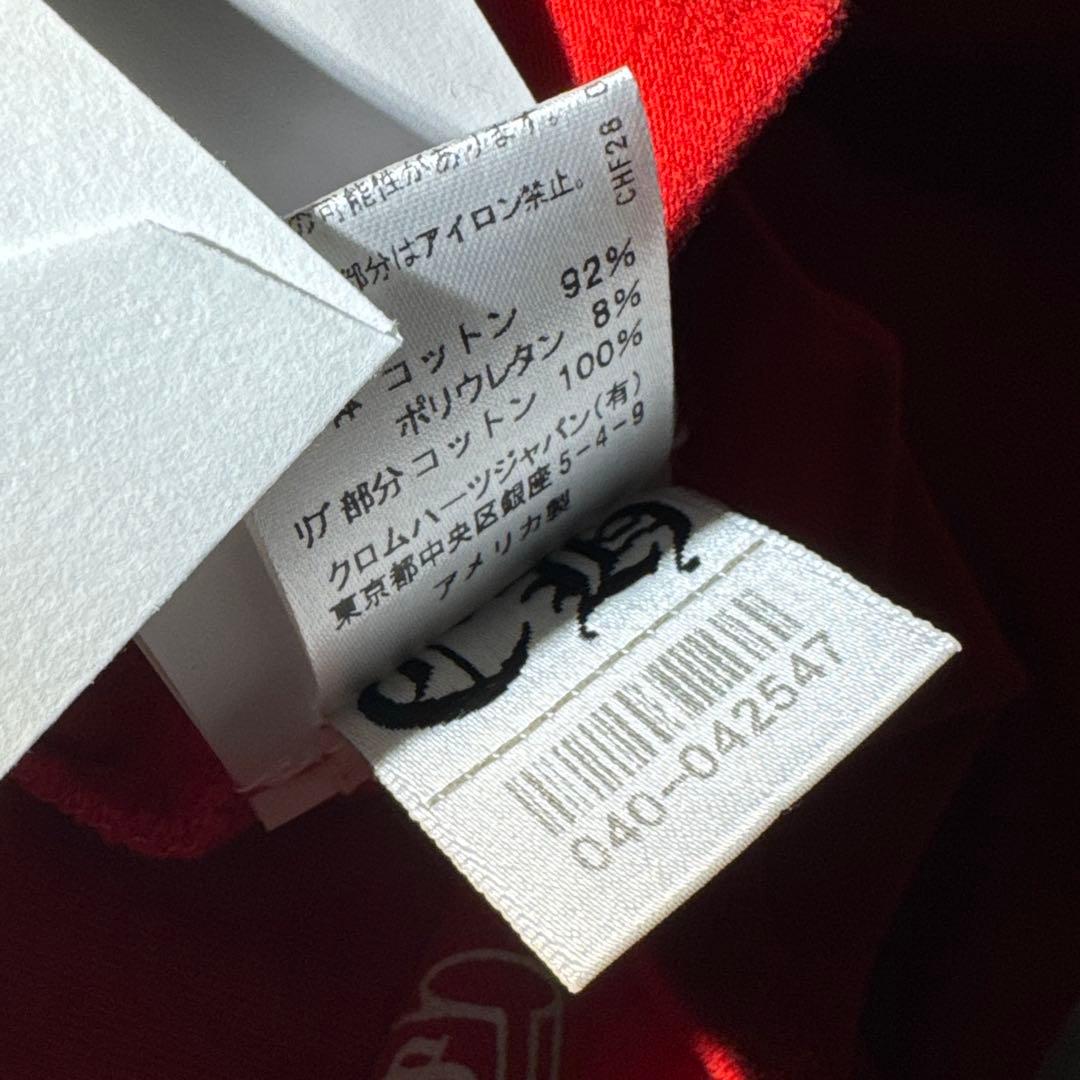 の可能性があります。
CHF28
部分はアイロン禁止。
体 コットン 92%
ポリウレタン 8%
リブ部分 コットン 100%
クロムハーツジャパン(有)
東京都中央区銀座5-4-9
アメリカ製
040-042547